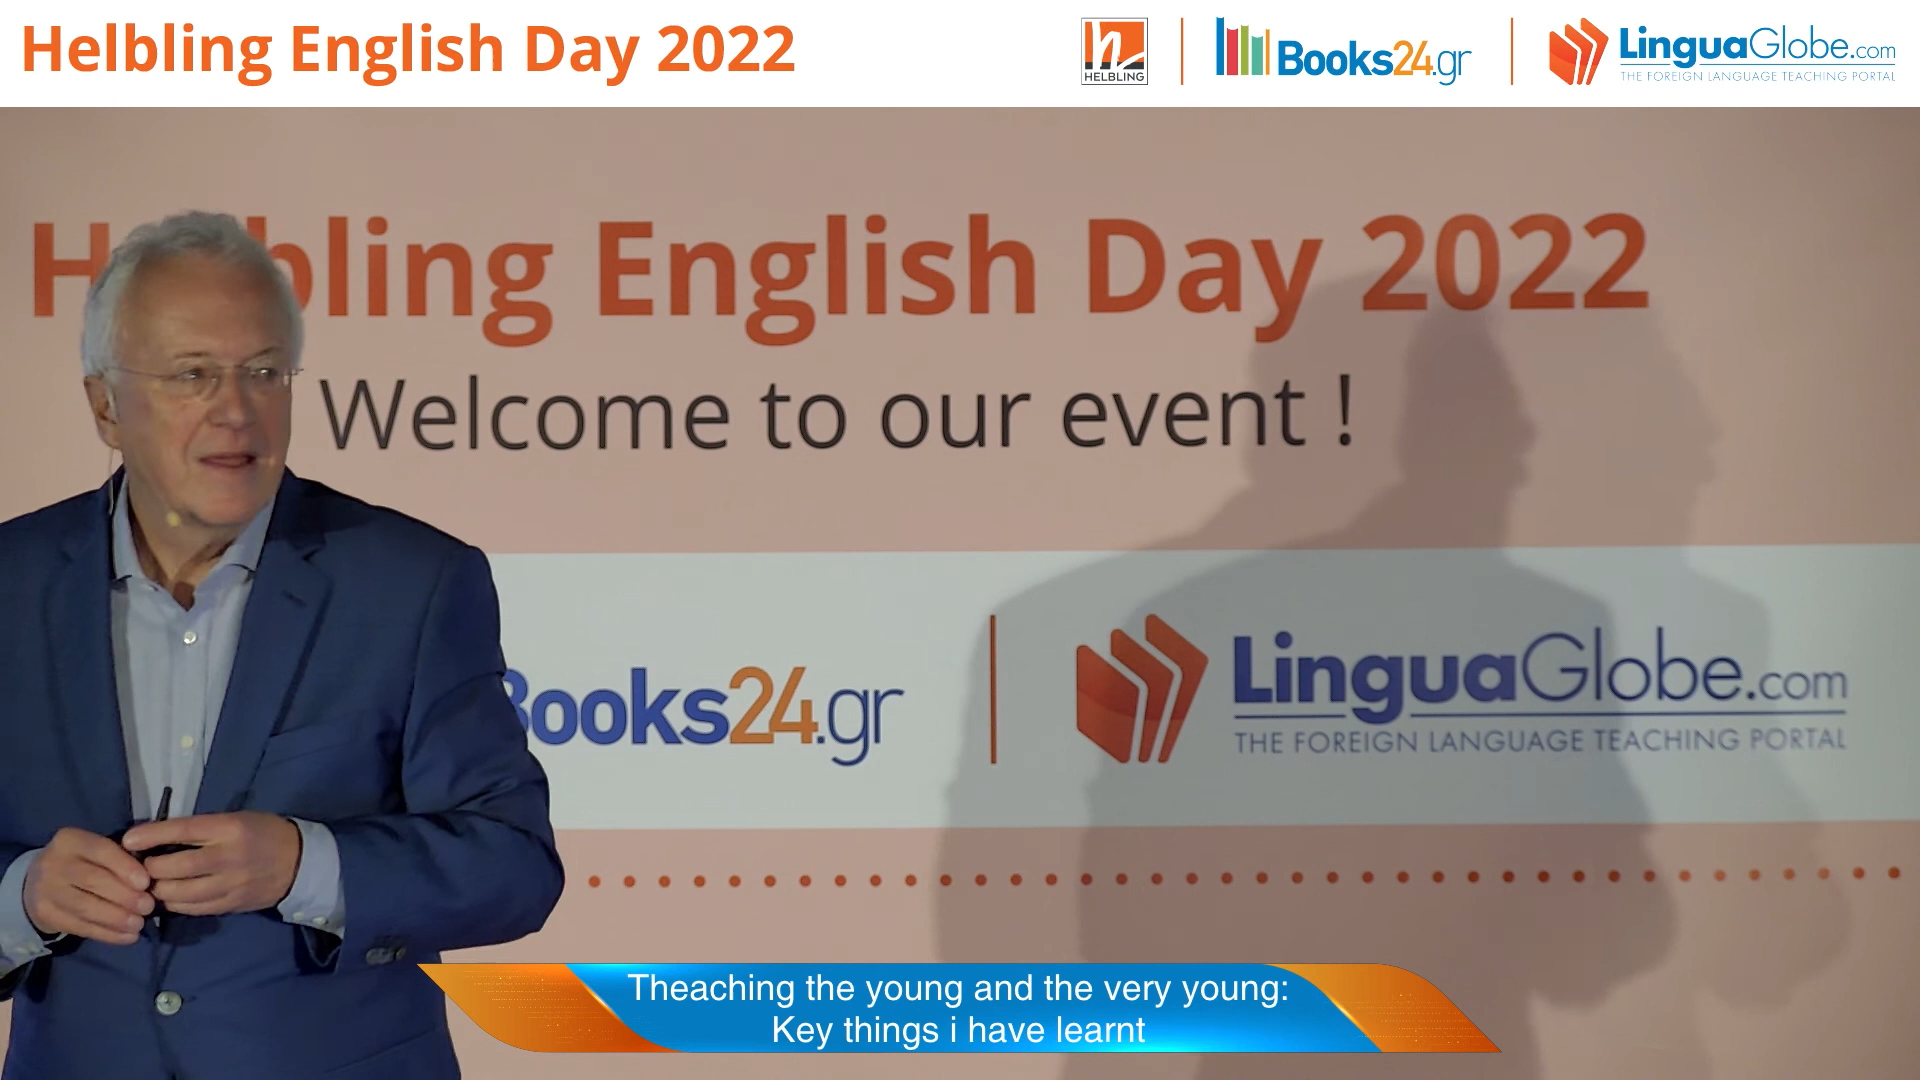 Helbling English Day 2022
HELBLING
Books24.gr
LinguaGlobe.com
THE FOREIGN LANGUAGE TEACHING PORTAL
H bling English Day 2022
Welcome to our event !
Books24.gr
LinguaGlobe.com
THE FOREIGN LANGUAGE TEACHING PORTAL
Theaching the young and the very young:
Key things i have learnt